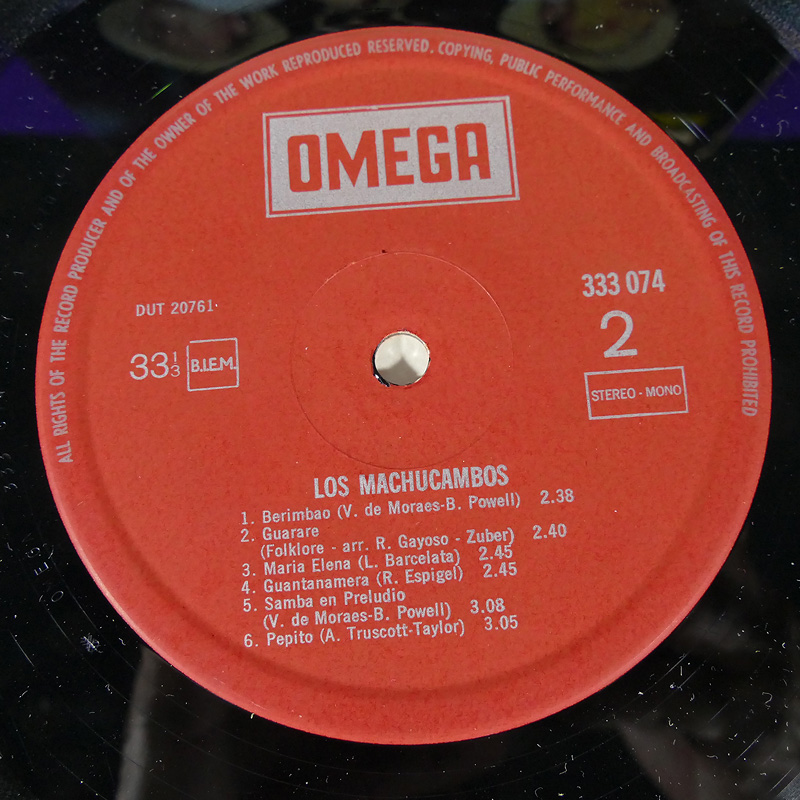 ALL RIGHTS OF THE RECORD PRODUCER AND OF THE OWNER OF THE WORK REPRODUCED RESERVED. COPYING, PUBLIC PERFORMANCE AND BROADCASTING OF THIS RECORD PROHIBITED
OMEGA
DUT 20761
333 074
33 1/3
B.I.E.M.
2
STEREO - MONO
LOS MACHUCAMBOS
1. Berimbao (V. de Moraes-B. Powell) 2.38
2. Guarare
(Folklore - arr. R. Gayoso - Zuber) 2.40
3. Maria Elena (L. Barcelata) 2.45
4. Guantanamera (R. Espigel) 2.45
5. Samba en Preludio
(V. de Moraes-B. Powell) 3.08
6. Pepito (A. Truscott-Taylor) 3.05